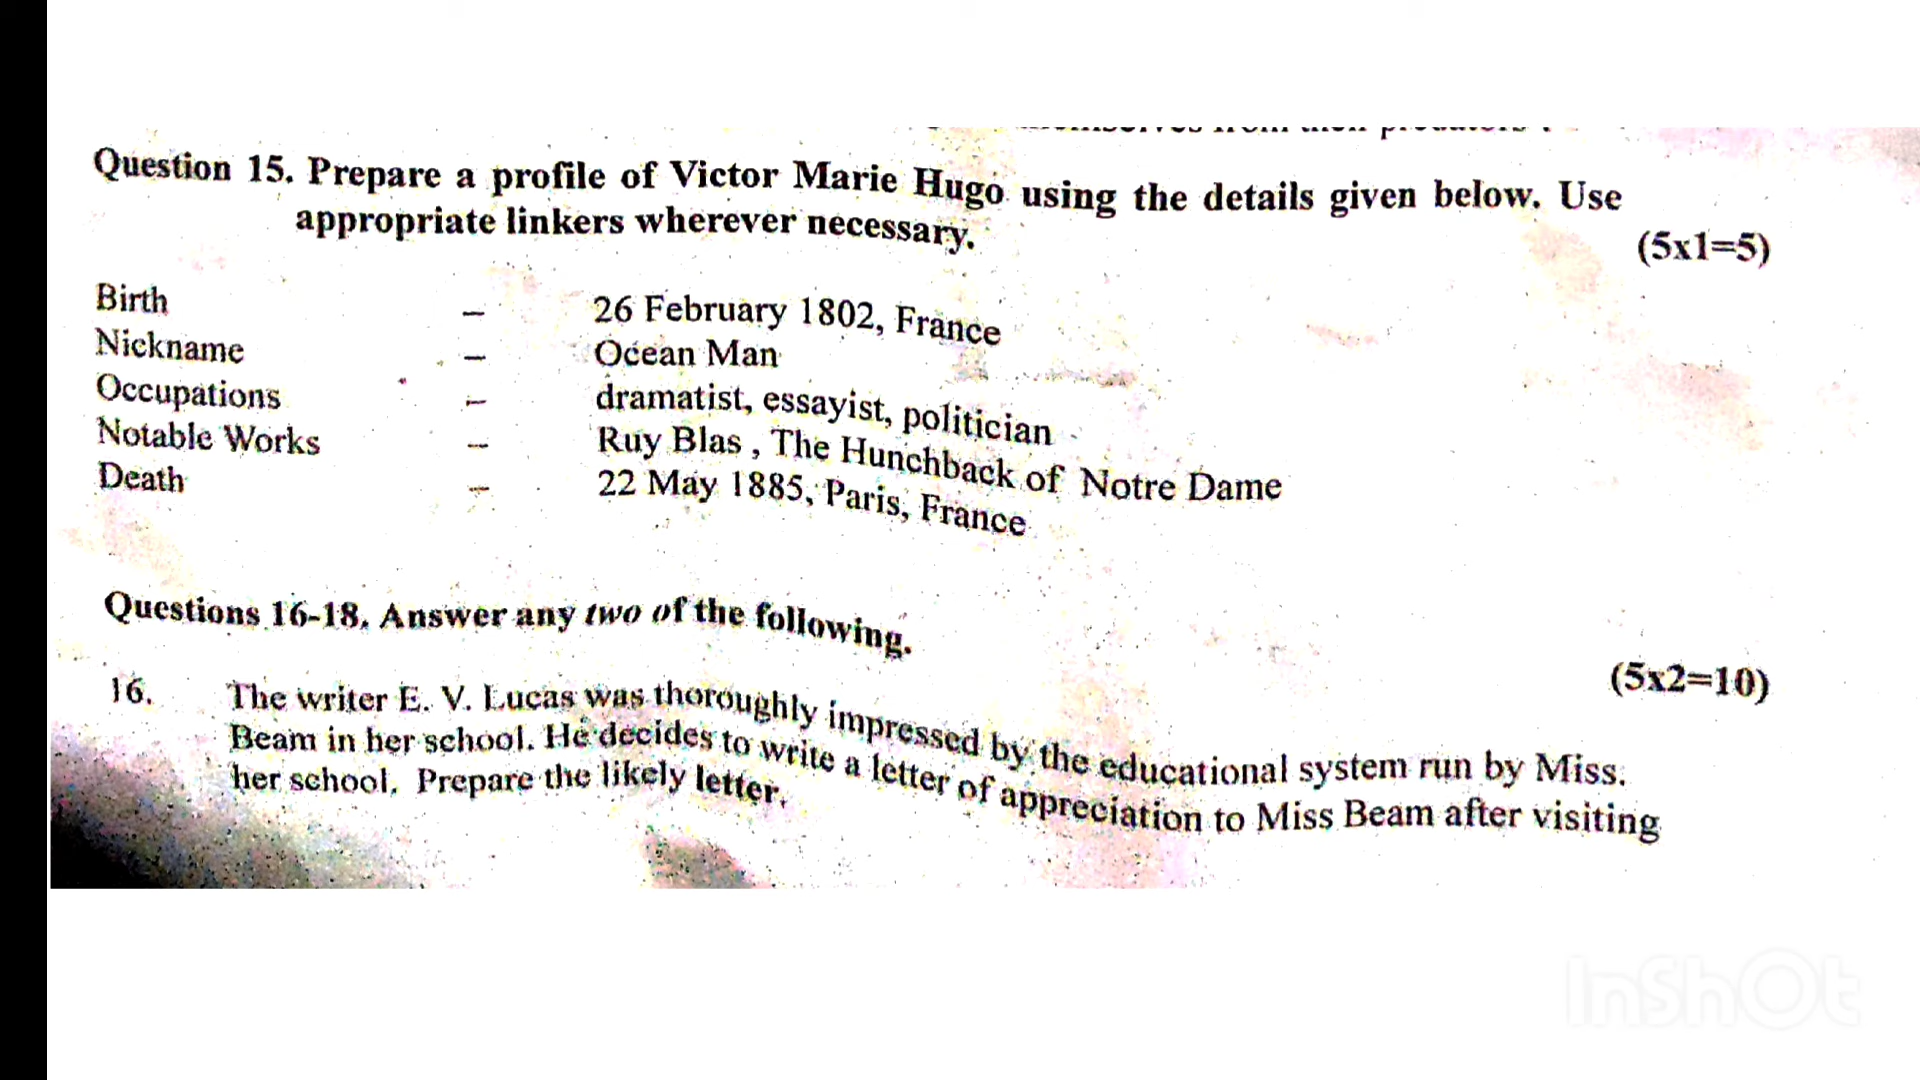 Question 15. Prepare a profile of Victor Marie Hugo using the details given below. Use
appropriate linkers wherever necessary.
(5x1=5)
Birth – 26 February 1802, France
Nickname – Ocean Man
Occupations – dramatist, essayist, politician
Notable Works – Ruy Blas , The Hunchback of Notre Dame
Death – 22 May 1885, Paris, France
Questions 16-18. Answer any two of the following.
(5x2=10)
16. The writer E. V. Lucas was thoroughly impressed by the educational system run by Miss.
Beam in her school. He decides to write a letter of appreciation to Miss Beam after visiting
her school. Prepare the likely letter.
InShOt